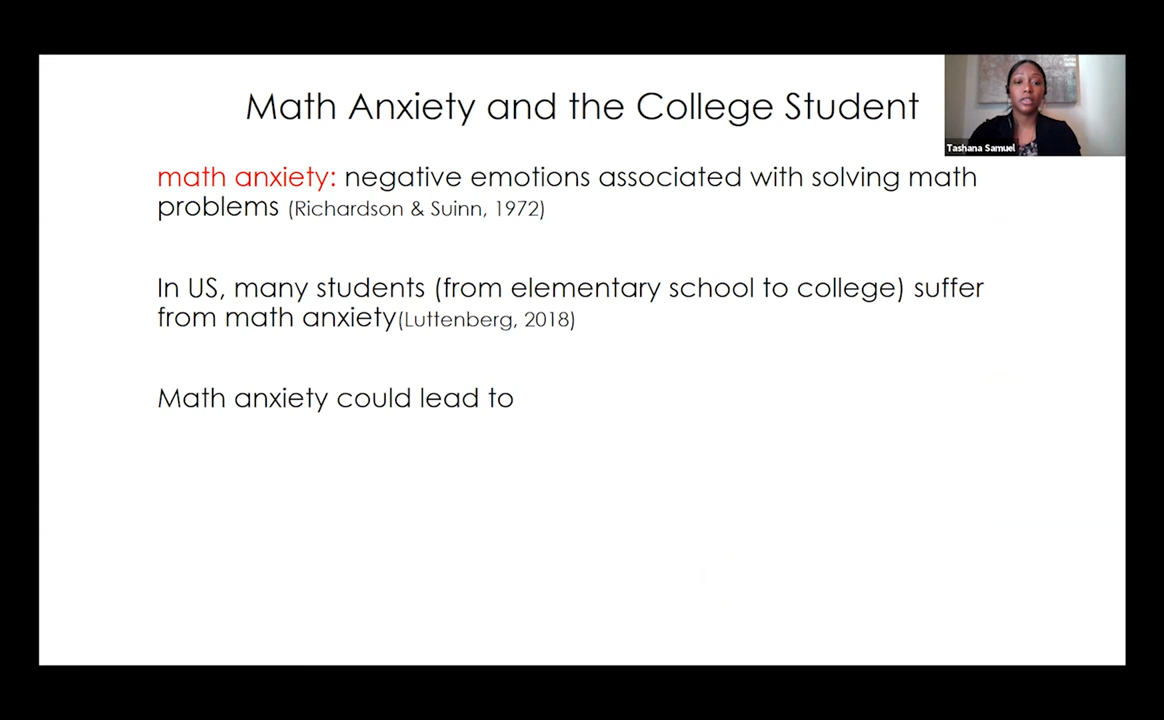 Math Anxiety and the College Student
Tashana Samuel
math anxiety: negative emotions associated with solving math
problems (Richardson & Suinn, 1972)
In US, many students (from elementary school to college) suffer
from math anxiety(Luttenberg, 2018)
Math anxiety could lead to